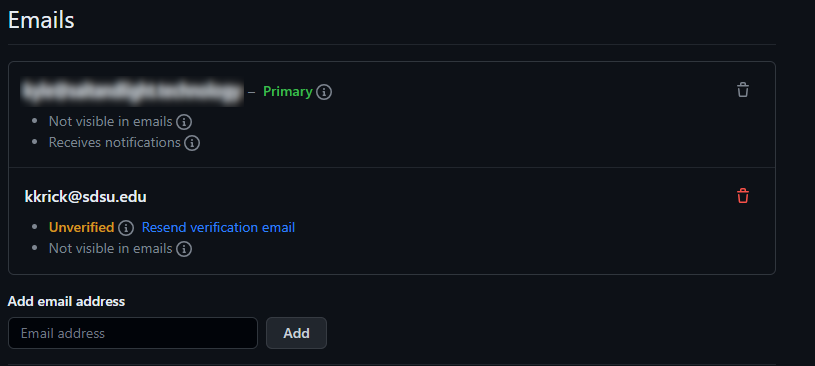 Emails
– Primary
Not visible in emails
Receives notifications
kkrick@sdsu.edu
Unverified Resend verification email
Not visible in emails
Add email address
Email address Add